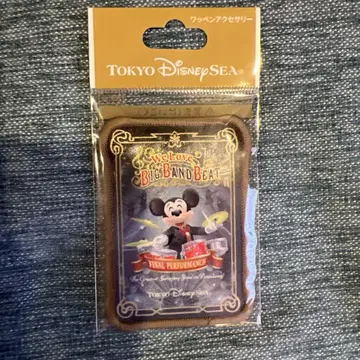 ワッペンアクセサリー
TOKYO DISNEYSEA®
We Love
BIG BAND BEAT
FINAL PERFORMANCE
TOKYO DISNEYSEA